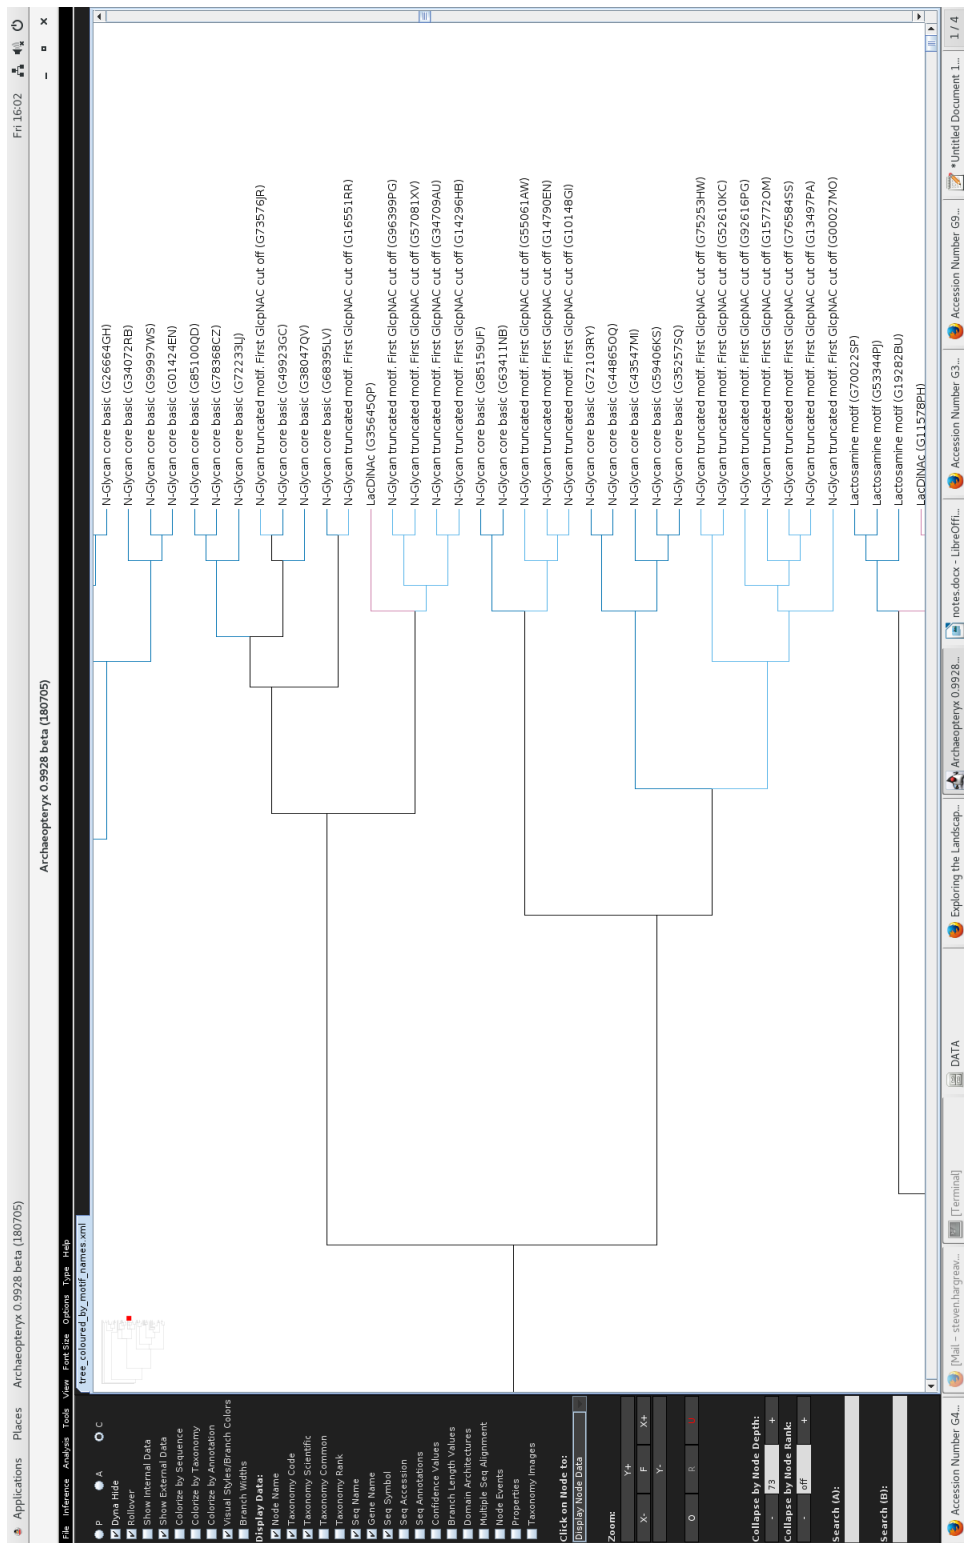 Applications Places Archaeopteryx 0.9928 beta (180705) Fri 16:02
Archaeopteryx 0.9928 beta (180705)
File Inference Analysis Tools View Font Size Options Type Help
tree_coloured_by_motif_names.xml
P A C
Dyna Hide
Rollover
Show Internal Data
Show External Data
Colorize by Sequence
Colorize by Taxonomy
Colorize by Annotation
Visual Styles/Branch Colors
Branch Widths
Display Data:
Node Name
Taxonomy Code
Taxonomy Scientific
Taxonomy Common
Taxonomy Rank
Seq Name
Gene Name
Seq Symbol
Seq Accession
Seq Annotations
Confidence Values
Branch Length Values
Domain Architectures
Multiple Seq Alignment
Node Events
Properties
Taxonomy Images
Click on Node to:
Display Node Data
Zoom:
Y+
X- F X+
Y-
O R U
Collapse by Node Depth:
- 73 +
Collapse by Node Rank:
- off +
Search (A):
Search (B):
N-Glycan core basic (G26664GH)
N-Glycan core basic (G34072RB)
N-Glycan core basic (G99997WS)
N-Glycan core basic (G01424EN)
N-Glycan core basic (G85100QD)
N-Glycan core basic (G78368CZ)
N-Glycan core basic (G72233LJ)
N-Glycan truncated motif. First GlcpNAC cut off (G73576JR)
N-Glycan core basic (G49923GC)
N-Glycan core basic (G38047QV)
N-Glycan core basic (G68395LV)
N-Glycan truncated motif. First GlcpNAC cut off (G16551RR)
LacDiNAc (G35645QP)
N-Glycan truncated motif. First GlcpNAC cut off (G96399PG)
N-Glycan truncated motif. First GlcpNAC cut off (G57081XV)
N-Glycan truncated motif. First GlcpNAC cut off (G34709AU)
N-Glycan truncated motif. First GlcpNAC cut off (G14296HB)
N-Glycan core basic (G85159UF)
N-Glycan core basic (G63411NB)
N-Glycan truncated motif. First GlcpNAC cut off (G55061AW)
N-Glycan truncated motif. First GlcpNAC cut off (G14790EN)
N-Glycan truncated motif. First GlcpNAC cut off (G10148GI)
N-Glycan core basic (G72103RY)
N-Glycan core basic (G44865OQ)
N-Glycan core basic (G43547MI)
N-Glycan core basic (G59406KS)
N-Glycan core basic (G35257SQ)
N-Glycan truncated motif. First GlcpNAC cut off (G75253HW)
N-Glycan truncated motif. First GlcpNAC cut off (G52610KC)
N-Glycan truncated motif. First GlcpNAC cut off (G92616PG)
N-Glycan truncated motif. First GlcpNAC cut off (G15772OM)
N-Glycan truncated motif. First GlcpNAC cut off (G76584SS)
N-Glycan truncated motif. First GlcpNAC cut off (G13497PA)
N-Glycan truncated motif. First GlcpNAC cut off (G00027MO)
Lactosamine motif (G70022SP)
Lactosamine motif (G53344PJ)
Lactosamine motif (G19282BU)
LacDiNAc (G11578PH)
Accession Number G4... [Mail – steven.hargreav... [Terminal] DATA Exploring the Landscap... Archaeopteryx 0.9928... notes.docx - LibreOffi... Accession Number G3... Accession Number G9... *Untitled Document 1... 1 / 4